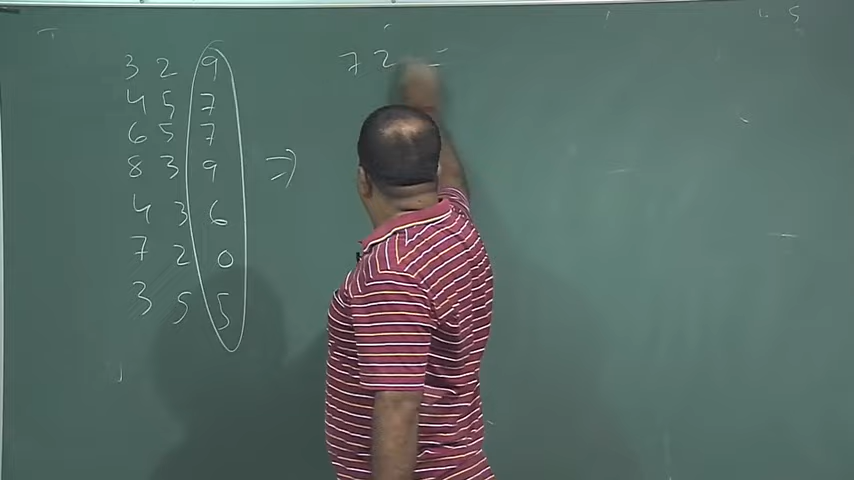 3 2 9
4 5 7
6 5 7
8 3 9
4 3 6
7 2 0
3 5 5
⇒
7 2